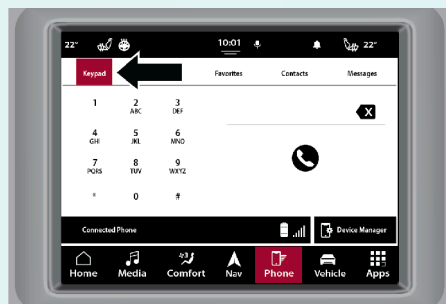 22° 10:01 22°
Keypad Favorites Contacts Messages
1 2 3
ABC DEF
X
4 5 6
GHI JKL MNO
7 8 9
PQRS TUV WXYZ
* 0 #
Connected Phone Device Manager
Home Media Comfort Nav Phone Vehicle Apps